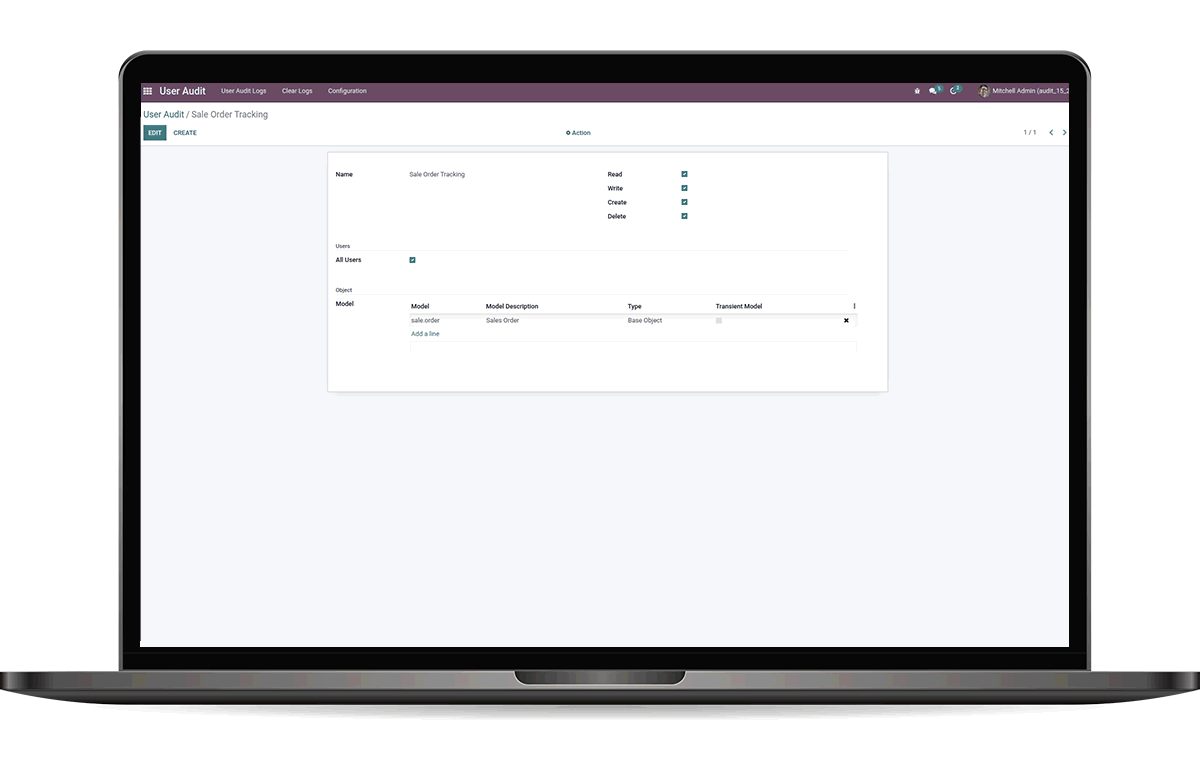 User Audit User Audit Logs Clear Logs Configuration 5 2 Mitchell Admin (audit_15_2
User Audit / Sale Order Tracking
EDIT CREATE Action 1 / 1
Name Sale Order Tracking Read
Write
Create
Delete
Users
All Users
Object
Model Model Model Description Type Transient Model
sale.order Sales Order Base Object
Add a line